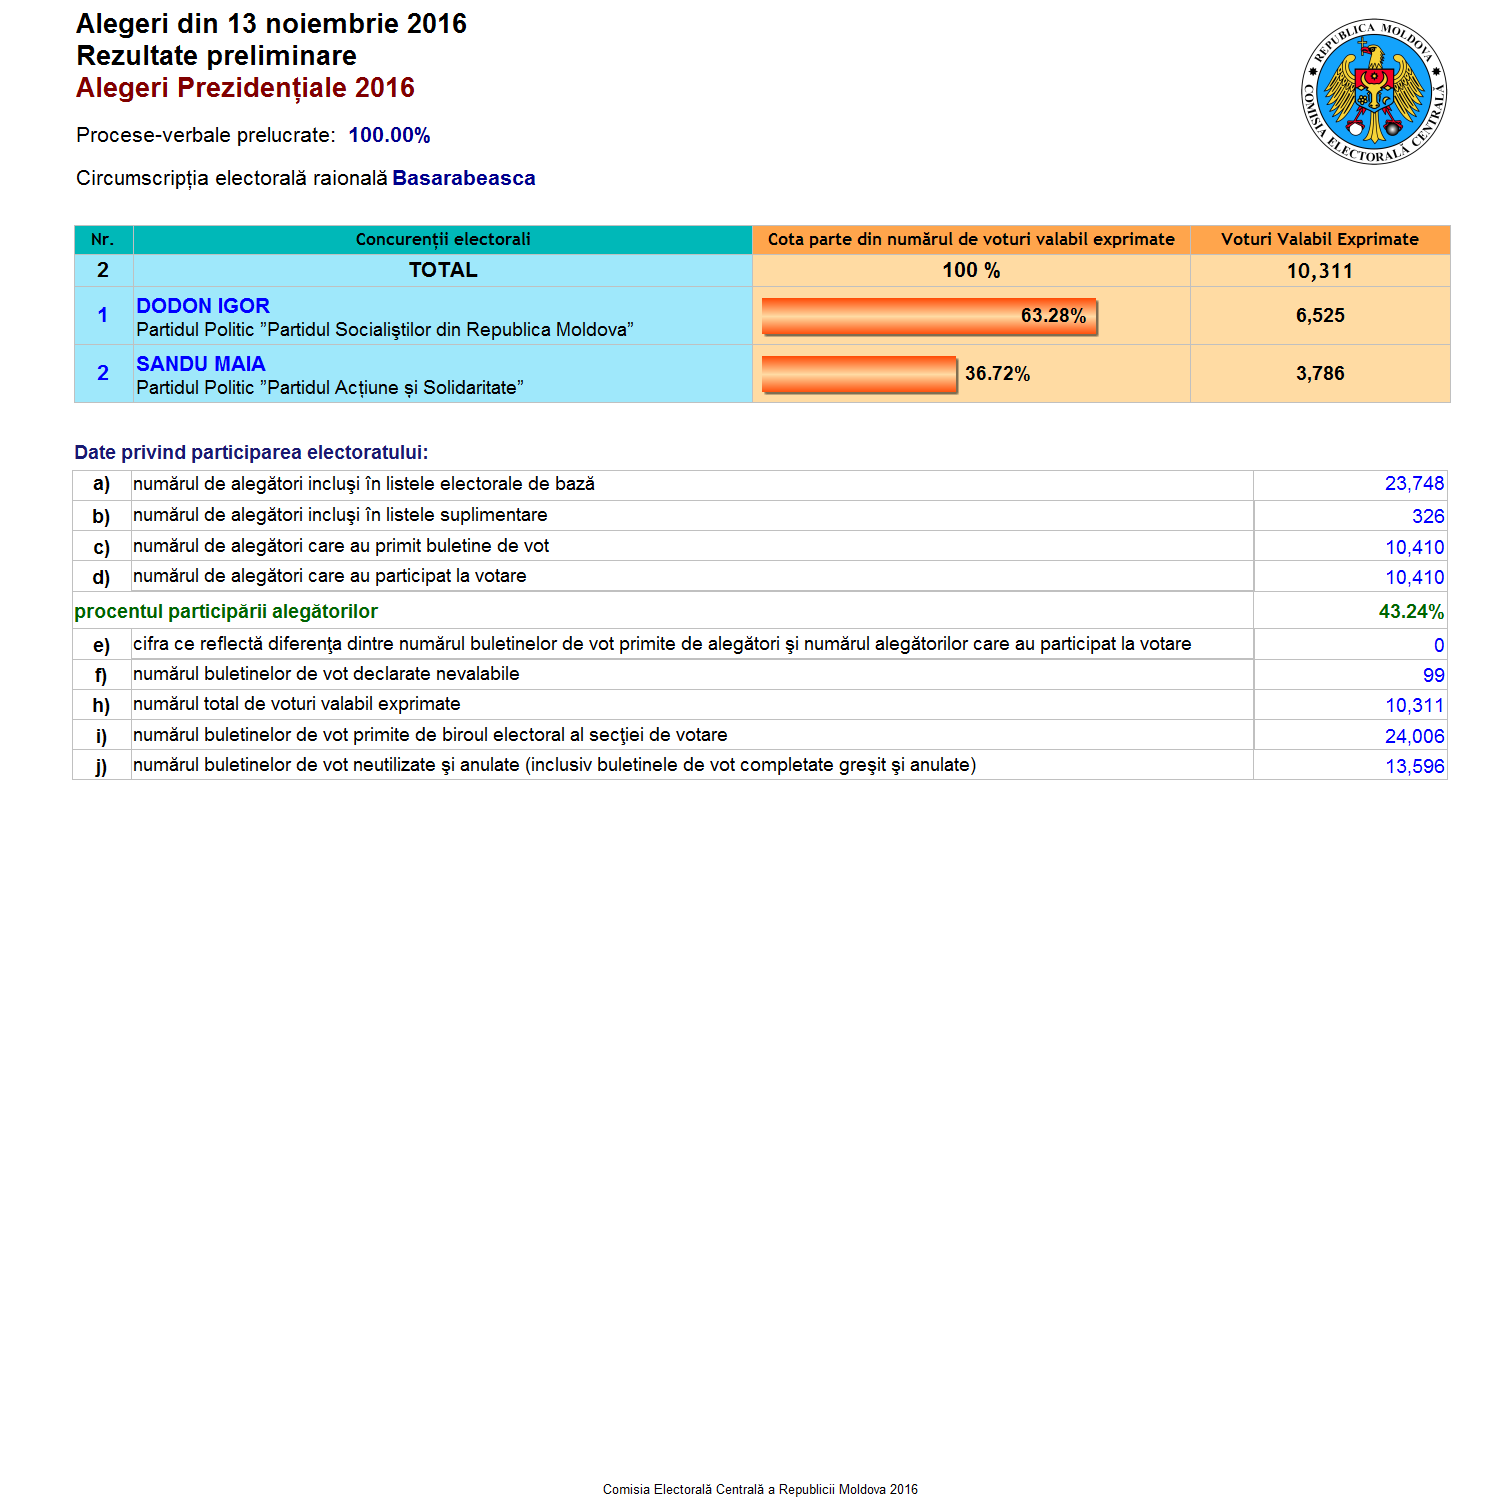 Alegeri din 13 noiembrie 2016
Rezultate preliminare
Alegeri Prezidențiale 2016
REPUBLICA MOLDOVA
COMISIA ELECTORALĂ CENTRALĂ
Procese-verbale prelucrate: 100.00%
Circumscripția electorală raională Basarabeasca
Nr. Concurenții electorali Cota parte din numărul de voturi valabil exprimate Voturi Valabil Exprimate
2 TOTAL 100 % 10,311
1 DODON IGOR 63.28% 6,525
Partidul Politic ”Partidul Socialiştilor din Republica Moldova”
2 SANDU MAIA 36.72% 3,786
Partidul Politic ”Partidul Acțiune și Solidaritate”
Date privind participarea electoratului:
a) numărul de alegători incluşi în listele electorale de bază 23,748
b) numărul de alegători incluşi în listele suplimentare 326
c) numărul de alegători care au primit buletine de vot 10,410
d) numărul de alegători care au participat la votare 10,410
procentul participării alegătorilor 43.24%
e) cifra ce reflectă diferenţa dintre numărul buletinelor de vot primite de alegători şi numărul alegătorilor care au participat la votare 0
f) numărul buletinelor de vot declarate nevalabile 99
h) numărul total de voturi valabil exprimate 10,311
i) numărul buletinelor de vot primite de biroul electoral al secţiei de votare 24,006
j) numărul buletinelor de vot neutilizate şi anulate (inclusiv buletinele de vot completate greşit şi anulate) 13,596
Comisia Electorală Centrală a Republicii Moldova 2016